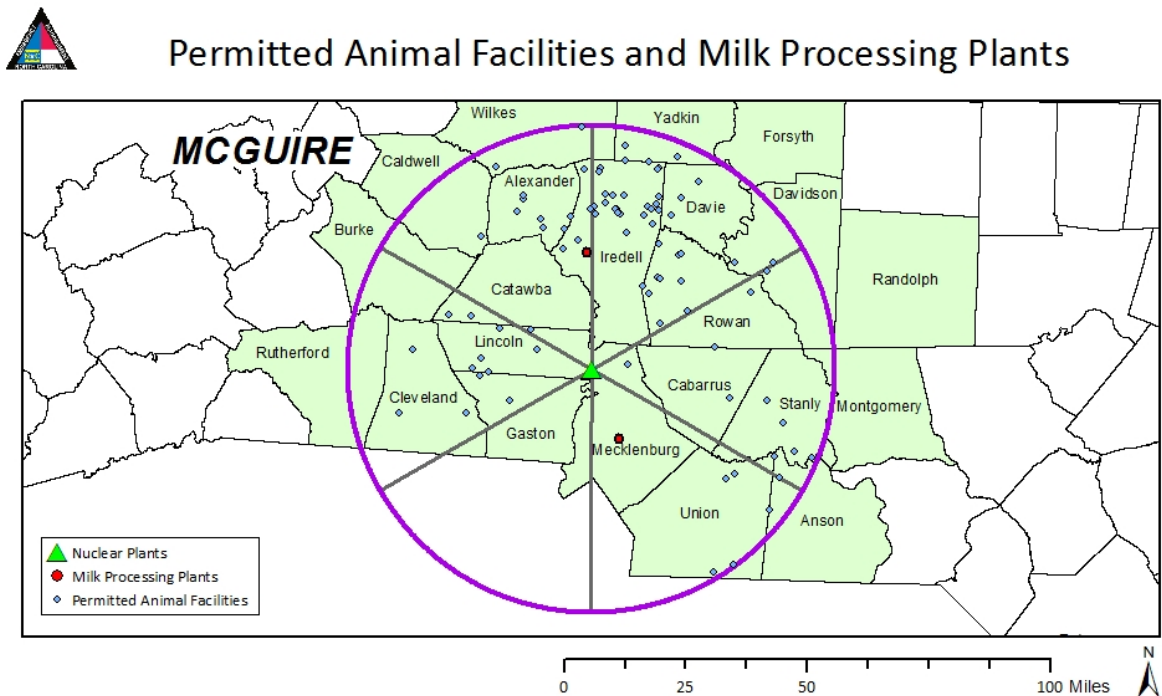 Permitted Animal Facilities and Milk Processing Plants
NORTH CAROLINA
MCGUIRE
Wilkes
Yadkin
Forsyth
Caldwell
Alexander
Davie
Davidson
Burke
Iredell
Catawba
Randolph
Rowan
Lincoln
Rutherford
Cleveland
Cabarrus
Stanly
Montgomery
Gaston
Mecklenburg
Union
Anson
Nuclear Plants
Milk Processing Plants
Permitted Animal Facilities
N
0 25 50 100 Miles